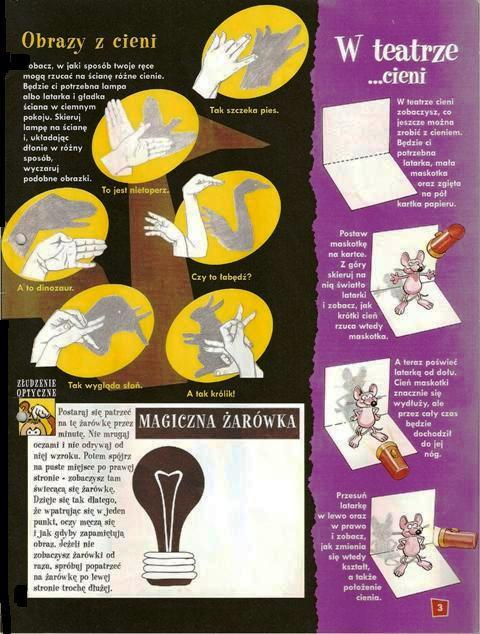 Obrazy z cieni
obacz, w jaki sposób twoje ręce
mogą rzucać na ścianę różne cienie.
Będzie ci potrzebna lampa
albo latarka i gładka
ściana w ciemnym
pokoju. Skieruj
lampę na ścianę
i, układając
dłonie w różny
sposób,
wyczaruj
podobne obrazki.
Tak szczeka pies.
To jest nietoperz.
A to dinozaur.
Czy to łabędź?
Tak wygląda słoń.
A tak królik!
ZŁUDZENIE
OPTYCZNE
Postaraj się patrzeć
na tę żarówkę przez
minutę. Nie mrugaj
oczami i nie odrywaj od
niej wzroku. Potem spójrz
na puste miejsce po prawej
stronie - zobaczysz tam
świecącą się żarówkę.
Dzieje się tak dlatego,
że wpatrując się w jeden
punkt, oczy męczą się
i jak gdyby zapamiętują
obraz. Jeżeli nie
zobaczysz żarówki od
razu, spróbuj popatrzeć
na żarówkę po lewej
stronie trochę dłużej.
MAGICZNA ŻARÓWKA
W teatrze
...cieni
W teatrze cieni
zobaczysz, co
jeszcze można
zrobić z cieniem.
Będzie ci
potrzebna
latarka, mała
maskotka
oraz zgięta
na pół
kartka papieru.
Postaw
maskotkę
na kartce.
Z góry
skieruj na
nią światło
latarki
i zobacz, jak
krótki cień
rzuca wtedy
maskotka.
A teraz poświeć
latarką od dołu.
Cień maskotki
znacznie się
wydłuży, ale
przez cały czas
będzie
dochodził
do jej
nóg.
Przesuń
latarkę
w lewo oraz
w prawo
i zobacz,
jak zmienia
się wtedy
kształt,
a także
położenie
cienia.
3